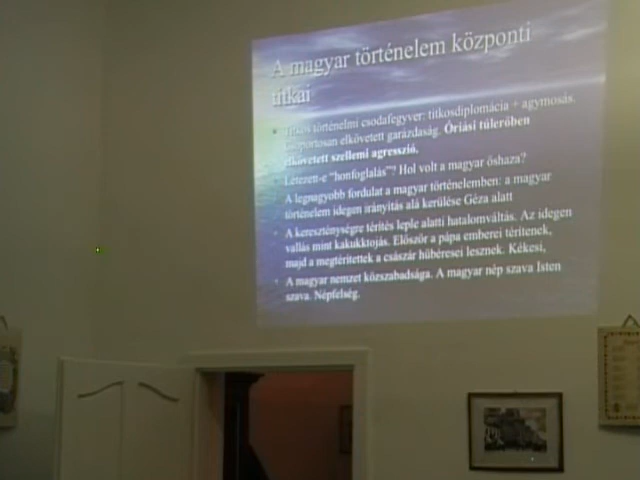 A magyar történelem központi
titkai
Titkos történelmi csodafegyver: titkosdiplomácia + agymosás.
Csoportosan elkövetett garázdaság. Óriási túlerőben
elkövetett szellemi agresszió.
Létezett-e "honfoglalás"? Hol volt a magyar őshaza?
A legnagyobb fordulat a magyar történelemben: a magyar
történelem idegen irányítás alá kerülése Géza alatt
A kereszténységre térítés leple alatti hatalomváltás. Az idegen
vallás mint kakukktojás. Először a pápa emberei térítenek,
majd a megtérítettek a császár hűbéresei lesznek. Kékesi,
A magyar nemzet közszabadsága. A magyar nép szava Isten
szava. Népfelség.